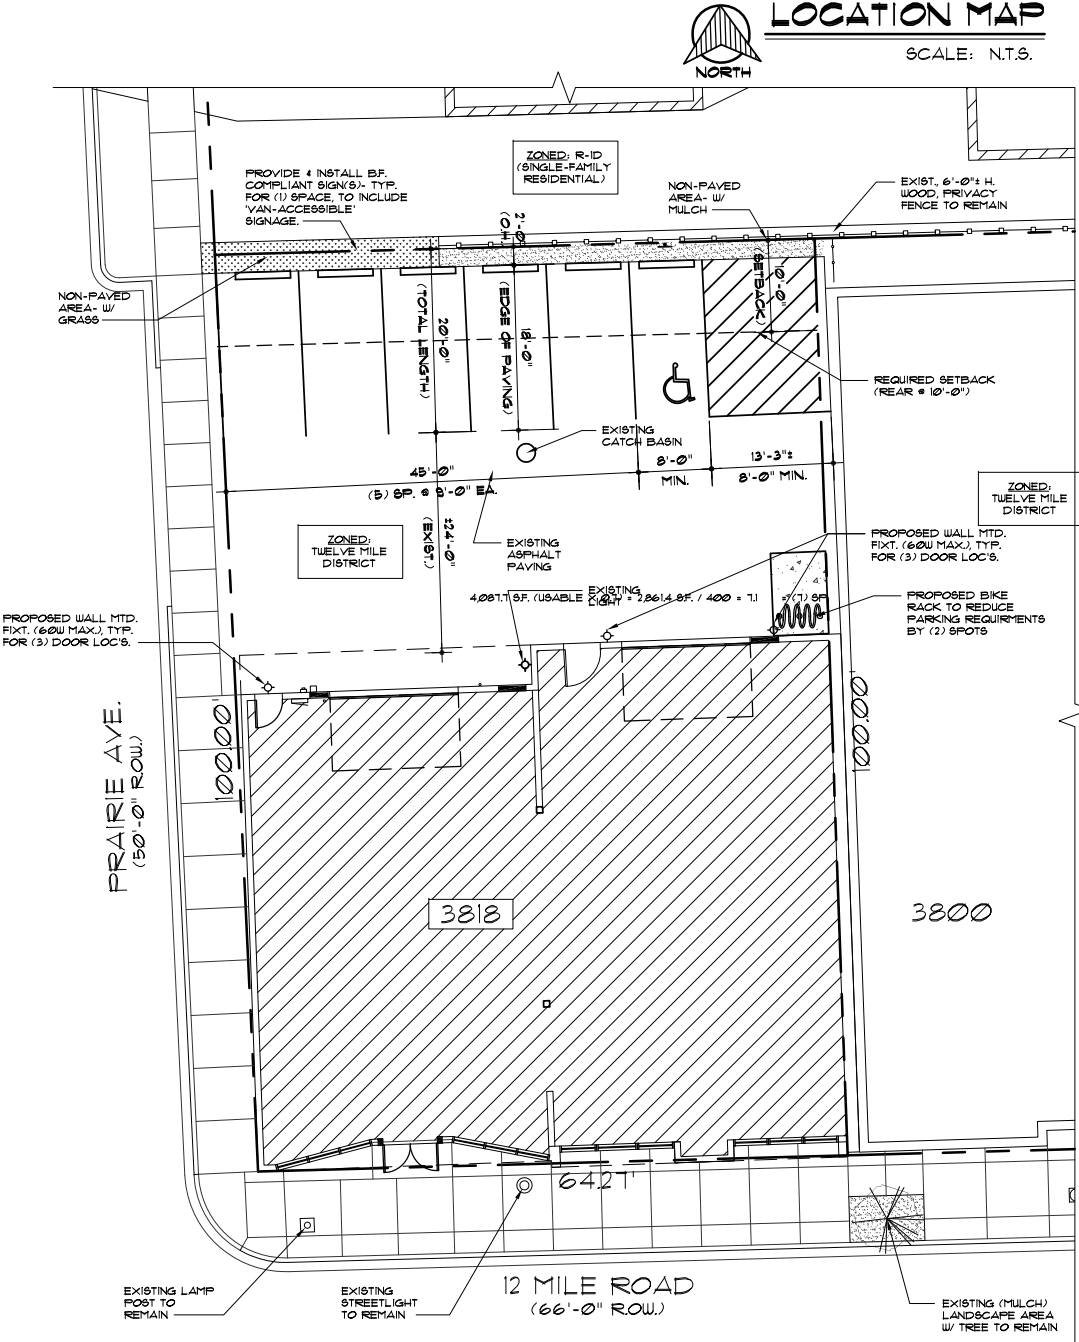 LOCATION MAP
SCALE: N.T.S.
NORTH
ZONED: R-1D
(SINGLE-FAMILY
RESIDENTIAL)
PROVIDE & INSTALL B.F.
COMPLIANT SIGN(S)- TYP.
FOR (1) SPACE, TO INCLUDE
'VAN-ACCESSIBLE'
SIGNAGE.
NON-PAVED
AREA- W/
MULCH
EXIST., 6'-0"± H.
WOOD, PRIVACY
FENCE TO REMAIN
2'-0"
(O.H.)
NON-PAVED
AREA- W/
GRASS
20'-0"
(TOTAL LENGTH)
18'-0"
(EDGE OF PAVING)
10'-0"
(SETBACK)
REQUIRED SETBACK
(REAR @ 10'-0")
EXISTING
CATCH BASIN
45'-0"
(5) SP. @ 9'-0" EA.
8'-0"
MIN.
13'-3"±
8'-0" MIN.
ZONED:
TWELVE MILE
DISTRICT
±24'-0"
(EXIST.)
EXISTING
ASPHALT
PAVING
ZONED:
TWELVE MILE
DISTRICT
PROPOSED WALL MTD.
FIXT. (60W MAX.), TYP.
FOR (3) DOOR LOC'S.
EXISTING
LIGHT
4,087.7 S.F. (USABLE X 0.7) = 2,861.4 S.F. / 400 = 7.1 = (7) SP
PROPOSED BIKE
RACK TO REDUCE
PARKING REQUIRMENTS
BY (2) SPOTS
PROPOSED WALL MTD.
FIXT. (60W MAX.), TYP.
FOR (3) DOOR LOC'S.
PRAIRIE AVE.
(50'-0" R.O.W.)
100.00'
100.00'
3818
3800
64.27'
12 MILE ROAD
(66'-0" R.O.W.)
EXISTING LAMP
POST TO
REMAIN
EXISTING
STREETLIGHT
TO REMAIN
EXISTING (MULCH)
LANDSCAPE AREA
W/ TREE TO REMAIN